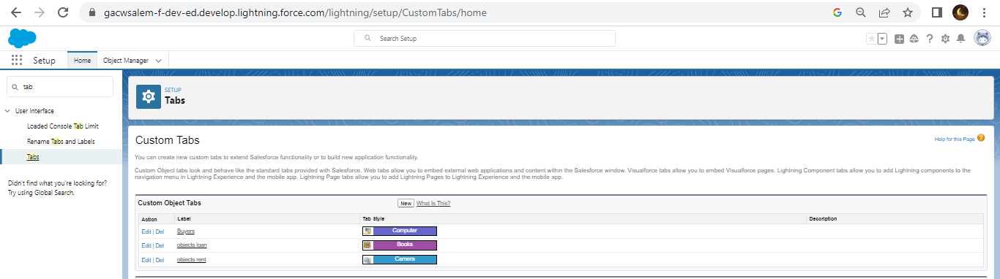 gacwsalem-f-dev-ed.develop.lightning.force.com/lightning/setup/CustomTabs/home
Search Setup
Setup Home Object Manager
tab
User Interface
Loaded Console Tab Limit
Rename Tabs and Labels
Tabs
Didn't find what you're looking for?
Try using Global Search.
SETUP
Tabs
Custom Tabs
Help for this Page ?
You can create new custom tabs to extend Salesforce functionality or to build new application functionality.
Custom Object tabs look and behave like the standard tabs provided with Salesforce. Web tabs allow you to embed external web applications and content within the Salesforce window. Visualforce tabs allow you to embed Visualforce pages. Lightning Component tabs allow you to add Lightning components to the
navigation menu in Lightning Experience and the mobile app. Lightning Page tabs allow you to add Lightning Pages to Lightning Experience and the mobile app.
Custom Object Tabs New What Is This?
Action Label Tab Style Description
Edit | Del Buyers Computer
Edit | Del objects loan Books
Edit | Del objects rent Camera